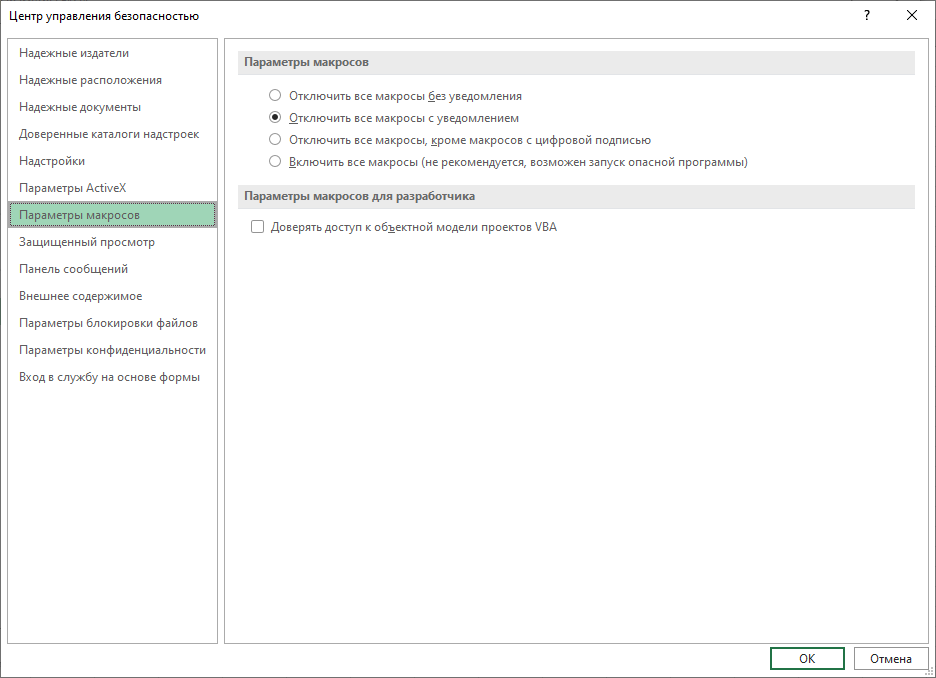 Центр управления безопасностью
?
Надежные издатели
Надежные расположения
Надежные документы
Доверенные каталоги надстроек
Надстройки
Параметры ActiveX
Параметры макросов
Защищенный просмотр
Панель сообщений
Внешнее содержимое
Параметры блокировки файлов
Параметры конфиденциальности
Вход в службу на основе формы
Параметры макросов
Отключить все макросы без уведомления
Отключить все макросы с уведомлением
Отключить все макросы, кроме макросов с цифровой подписью
Включить все макросы (не рекомендуется, возможен запуск опасной программы)
Параметры макросов для разработчика
Доверять доступ к объектной модели проектов VBA
ОК
Отмена